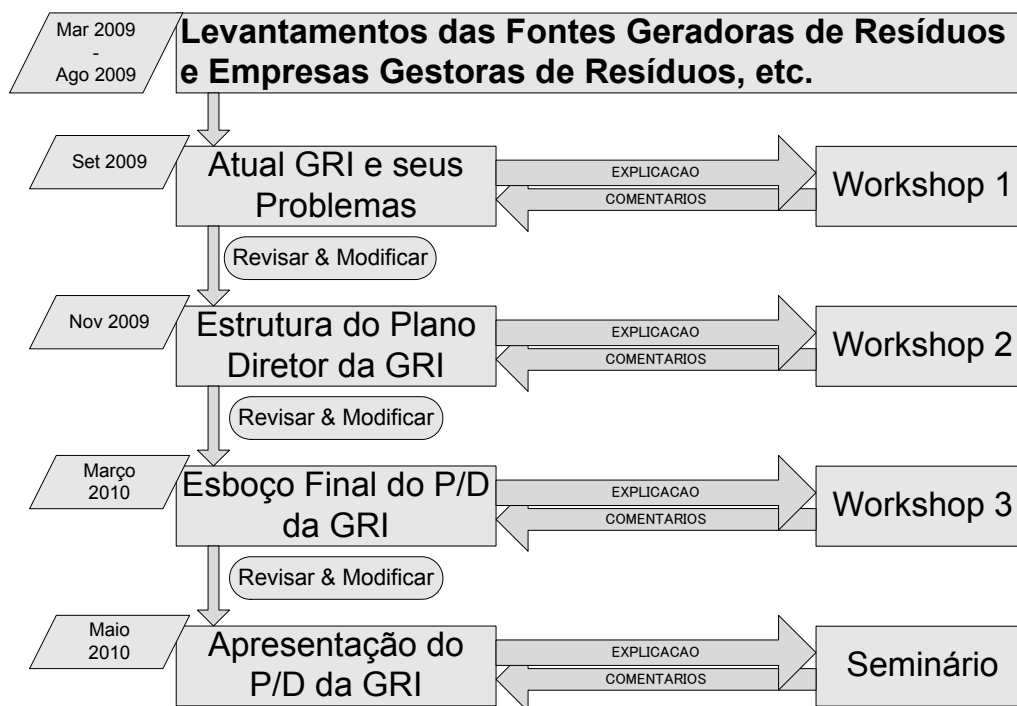 Mar 2009
-
Ago 2009
Levantamentos das Fontes Geradoras de Resíduos
e Empresas Gestoras de Resíduos, etc.
Set 2009
Atual GRI e seus
Problemas
EXPLICACAO
COMENTARIOS
Workshop 1
Revisar & Modificar
Nov 2009
Estrutura do Plano
Diretor da GRI
EXPLICACAO
COMENTARIOS
Workshop 2
Revisar & Modificar
Março
2010
Esboço Final do P/D
da GRI
EXPLICACAO
COMENTARIOS
Workshop 3
Revisar & Modificar
Maio
2010
Apresentação do
P/D da GRI
EXPLICACAO
COMENTARIOS
Seminário